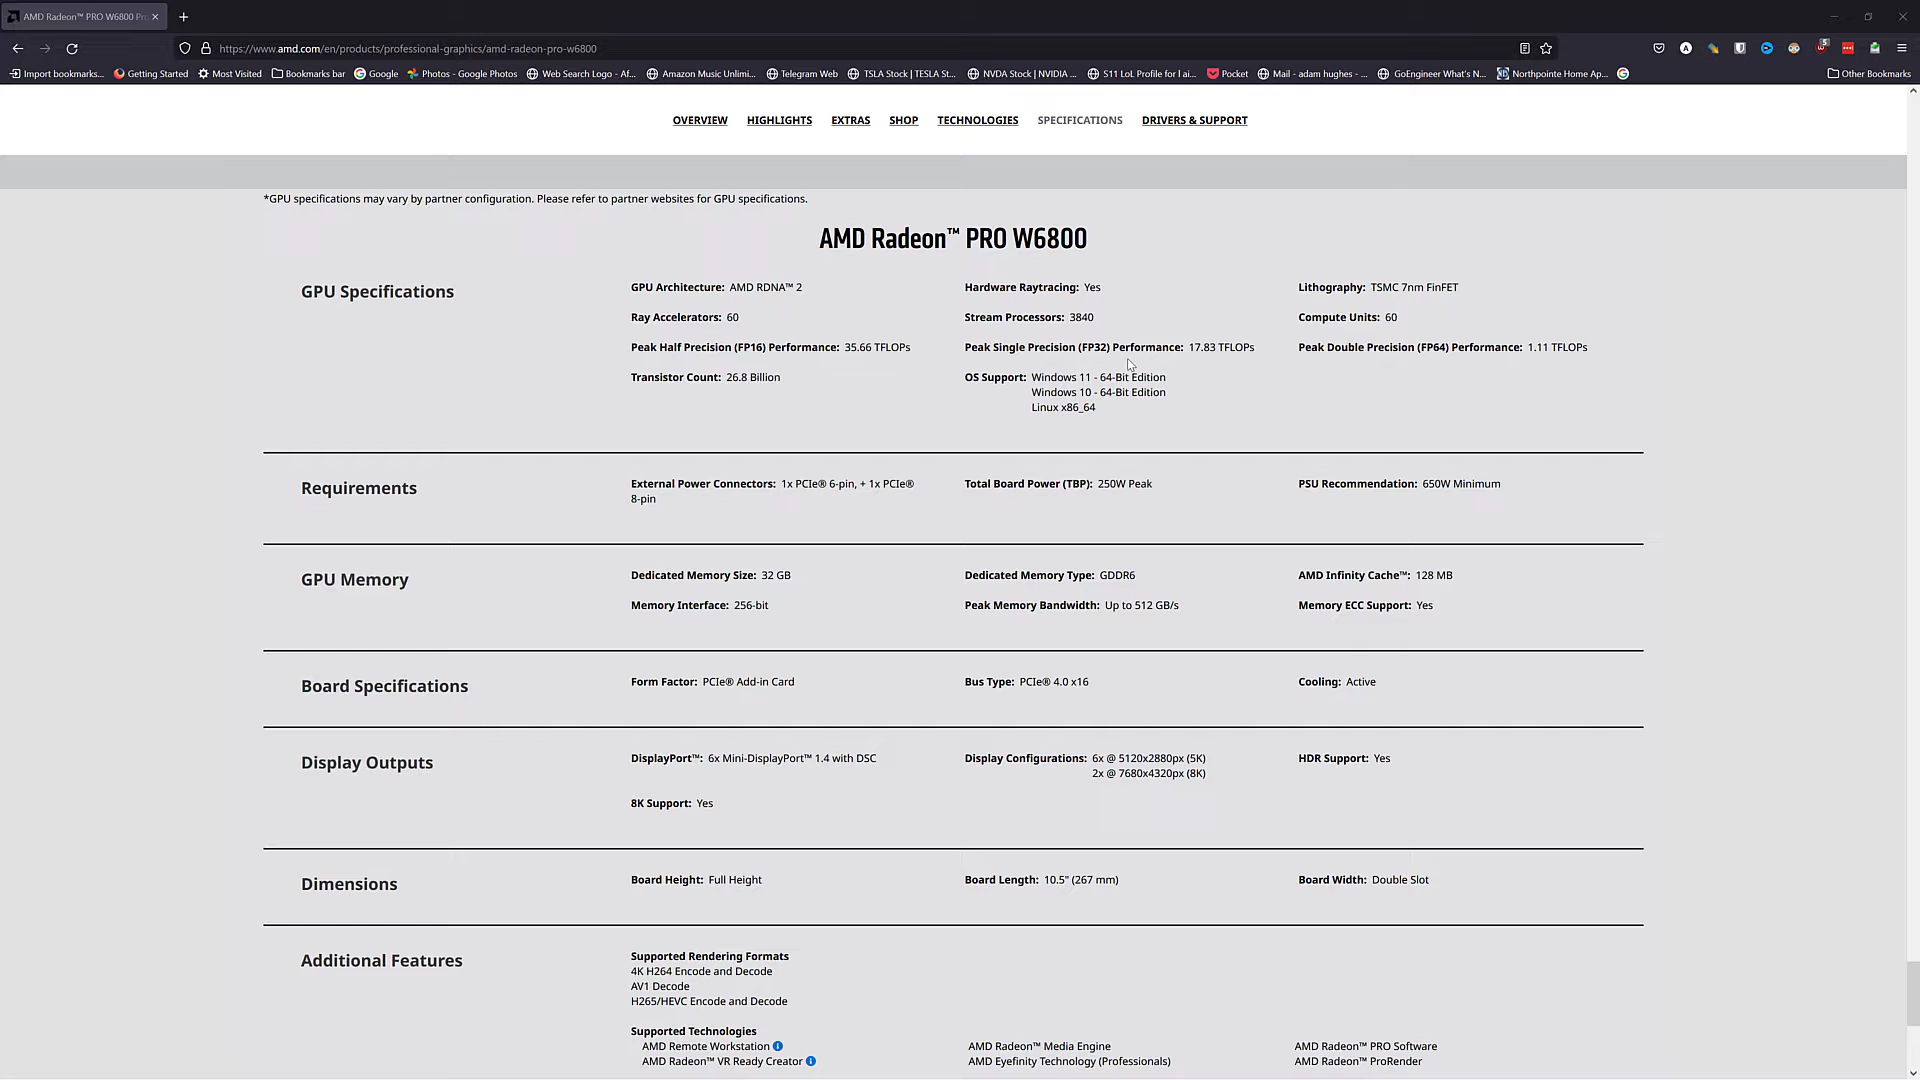 AMD Radeon™ PRO W6800 Pro
https://www.amd.com/en/products/professional-graphics/amd-radeon-pro-w6800
5
Import bookmarks... Getting Started Most Visited Bookmarks bar Google Photos - Google Photos Web Search Logo - Af... Amazon Music Unlimi... Telegram Web TSLA Stock | TESLA St... NVDA Stock | NVIDIA ... S11 LoL Profile for I ai... Pocket Mail - adam hughes - ... GoEngineer What's N... Northpointe Home Ap... Other Bookmarks
OVERVIEW HIGHLIGHTS EXTRAS SHOP TECHNOLOGIES SPECIFICATIONS DRIVERS & SUPPORT
*GPU specifications may vary by partner configuration. Please refer to partner websites for GPU specifications.
AMD Radeon™ PRO W6800
GPU Specifications
GPU Architecture: AMD RDNA™ 2 Hardware Raytracing: Yes Lithography: TSMC 7nm FinFET
Ray Accelerators: 60 Stream Processors: 3840 Compute Units: 60
Peak Half Precision (FP16) Performance: 35.66 TFLOPs Peak Single Precision (FP32) Performance: 17.83 TFLOPs Peak Double Precision (FP64) Performance: 1.11 TFLOPs
Transistor Count: 26.8 Billion OS Support: Windows 11 - 64-Bit Edition
Windows 10 - 64-Bit Edition
Linux x86_64
Requirements
External Power Connectors: 1x PCIe® 6-pin, + 1x PCIe® Total Board Power (TBP): 250W Peak PSU Recommendation: 650W Minimum
8-pin
GPU Memory
Dedicated Memory Size: 32 GB Dedicated Memory Type: GDDR6 AMD Infinity Cache™: 128 MB
Memory Interface: 256-bit Peak Memory Bandwidth: Up to 512 GB/s Memory ECC Support: Yes
Board Specifications
Form Factor: PCIe® Add-in Card Bus Type: PCIe® 4.0 x16 Cooling: Active
Display Outputs
DisplayPort™: 6x Mini-DisplayPort™ 1.4 with DSC Display Configurations: 6x @ 5120x2880px (5K) HDR Support: Yes
2x @ 7680x4320px (8K)
8K Support: Yes
Dimensions
Board Height: Full Height Board Length: 10.5" (267 mm) Board Width: Double Slot
Additional Features
Supported Rendering Formats
4K H264 Encode and Decode
AV1 Decode
H265/HEVC Encode and Decode
Supported Technologies
AMD Remote Workstation AMD Radeon™ Media Engine AMD Radeon™ PRO Software
AMD Radeon™ VR Ready Creator AMD Eyefinity Technology (Professionals) AMD Radeon™ ProRender